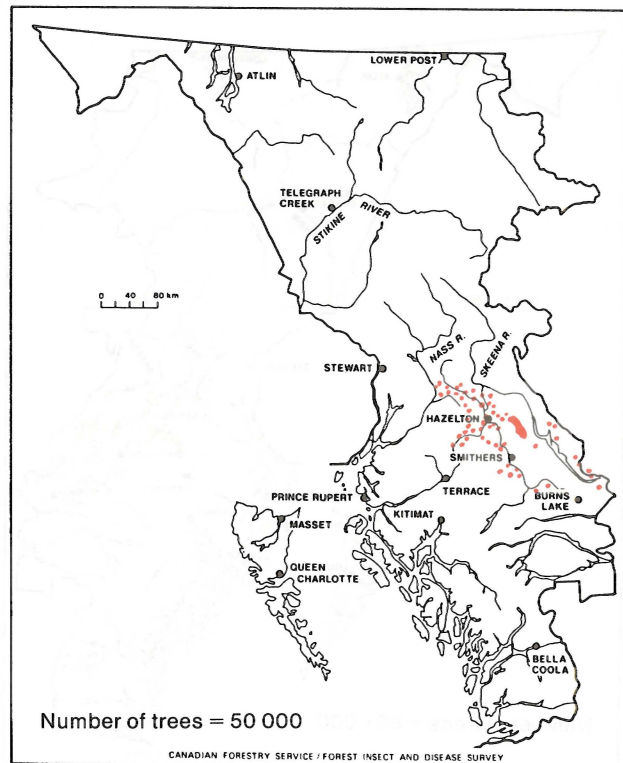 LOWER POST
ATLIN
TELEGRAPH
CREEK
STIKINE
RIVER
0 40 80 km
NASS R.
SKEENA R.
STEWART
HAZELTON
SMITHERS
TERRACE
PRINCE RUPERT
BURNS
LAKE
MASSET
KITIMAT
QUEEN
CHARLOTTE
BELLA
COOLA
Number of trees = 50 000
CANADIAN FORESTRY SERVICE / FOREST INSECT AND DISEASE SURVEY